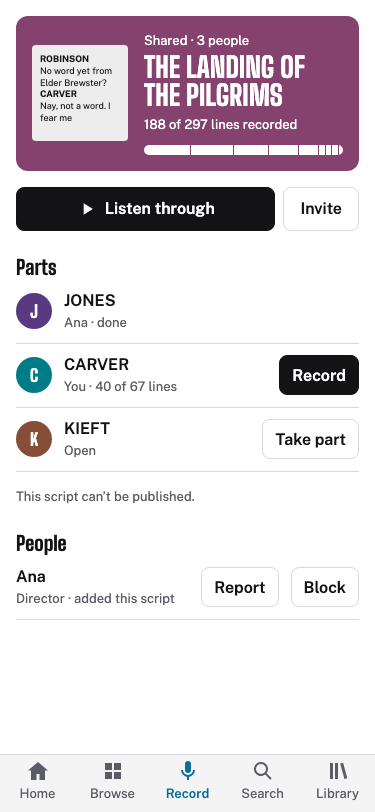 ROBINSON
No word yet from
Elder Brewster?
CARVER
Nay, not a word. I
fear me
Shared · 3 people
THE LANDING OF
THE PILGRIMS
188 of 297 lines recorded
Listen through
Invite
Parts
J
JONES
Ana · done
C
CARVER
You · 40 of 67 lines
Record
K
KIEFT
Open
Take part
This script can't be published.
People
Ana
Director · added this script
Report
Block
Home
Browse
Record
Search
Library